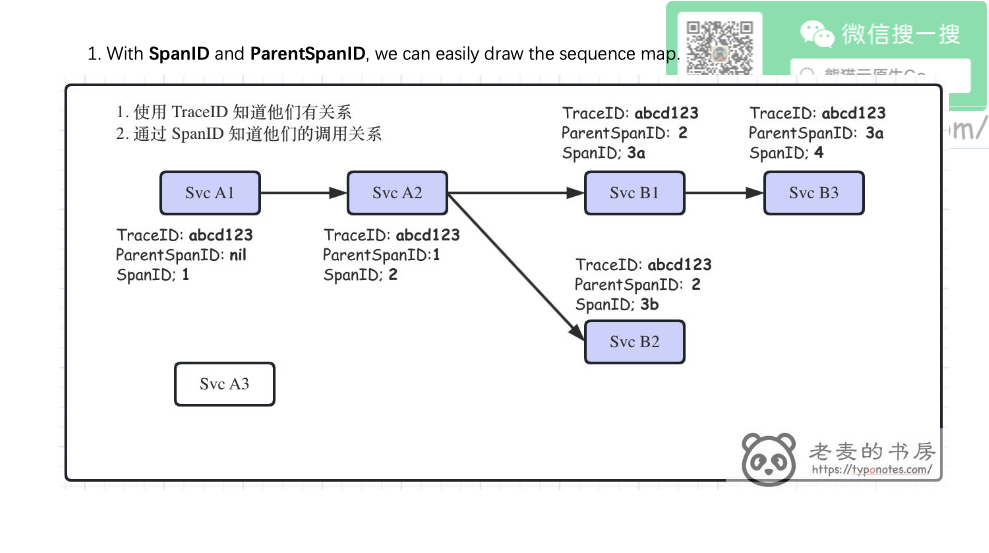 微信搜一搜
1. With SpanID and ParentSpanID, we can easily draw the sequence map.
1. 使用 TraceID 知道他们有关系
2. 通过 SpanID 知道他们的调用关系
TraceID: abcd123
ParentSpanID: 2
SpanID; 3a
TraceID: abcd123
ParentSpanID: 3a
SpanID; 4
Svc A1
Svc A2
Svc B1
Svc B3
TraceID: abcd123
ParentSpanID: nil
SpanID; 1
TraceID: abcd123
ParentSpanID:1
SpanID; 2
TraceID: abcd123
ParentSpanID: 2
SpanID; 3b
Svc B2
Svc A3
老麦的书房
https://typonotes.com/